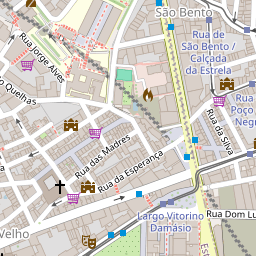 São Bento
Rua de
São Bento /
Calçada
da Estrela
Rua Jorge Alves
Quelhas
Rua
Poço
Negr
Rua da Silva
Rua das Madres
Rua da Esperança
Largo Vitorino
Damásio
Rua Dom Lu
Velho
Est